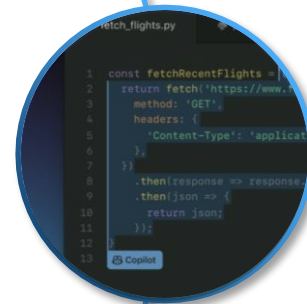 fetch_flights.py
1 const fetchRecentFlights =
2 return fetch('https://www.
3 method: 'GET',
4 headers: {
5 'Content-Type': 'applicat
6 },
7 })
8 .then(response => response.
9 .then(json => {
10 return json;
11 });
12 }
13 Copilot